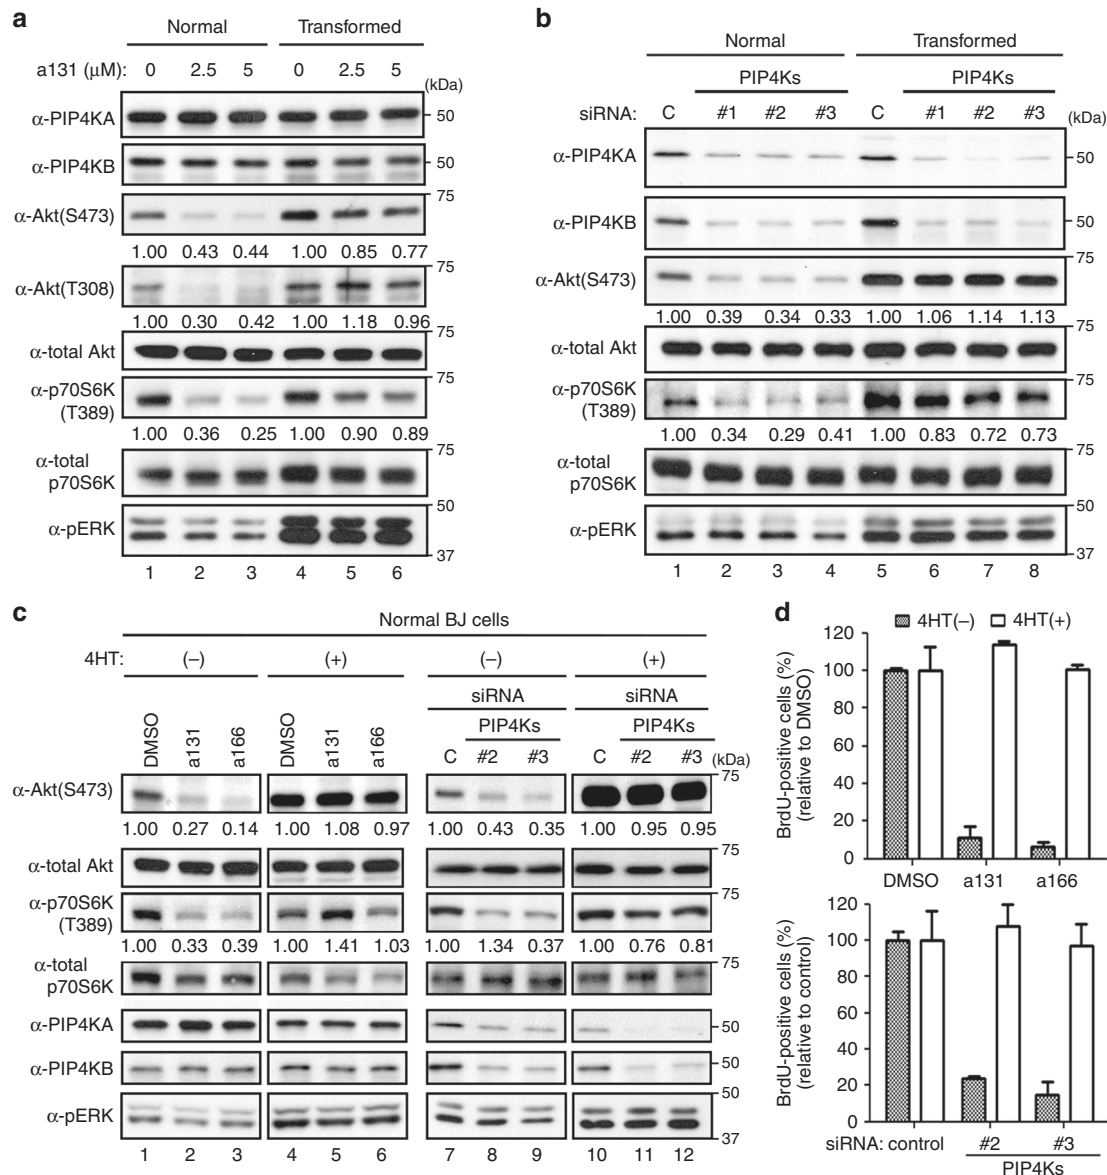 a
Normal Transformed
a131 (μM): 0 2.5 5 0 2.5 5
(kDa)
α-PIP4KA 50
α-PIP4KB 50
α-Akt(S473) 75
1.00 0.43 0.44 1.00 0.85 0.77
α-Akt(T308) 75
1.00 0.30 0.42 1.00 1.18 0.96
α-total Akt 75
α-p70S6K (T389) 75
1.00 0.36 0.25 1.00 0.90 0.89
α-total p70S6K 75
α-pERK 50
37
1 2 3 4 5 6
b
Normal Transformed
PIP4Ks PIP4Ks
siRNA: C #1 #2 #3 C #1 #2 #3 (kDa)
α-PIP4KA 50
α-PIP4KB 50
α-Akt(S473) 75
1.00 0.39 0.34 0.33 1.00 1.06 1.14 1.13
α-total Akt 75
α-p70S6K (T389) 75
1.00 0.34 0.29 0.41 1.00 0.83 0.72 0.73
α-total p70S6K 75
α-pERK 50
37
1 2 3 4 5 6 7 8
c
Normal BJ cells
4HT: (–) (+) (–) (+)
siRNA siRNA
PIP4Ks PIP4Ks
DMSO a131 a166 DMSO a131 a166 C #2 #3 C #2 #3 (kDa)
α-Akt(S473) 75
1.00 0.27 0.14 1.00 1.08 0.97 1.00 0.43 0.35 1.00 0.95 0.95
α-total Akt 75
α-p70S6K (T389) 75
1.00 0.33 0.39 1.00 1.41 1.03 1.00 1.34 0.37 1.00 0.76 0.81
α-total p70S6K 75
α-PIP4KA 50
α-PIP4KB 50
α-pERK 50
37
1 2 3 4 5 6 7 8 9 10 11 12
d
4HT(–) 4HT(+)
BrdU-positive cells (%)
(relative to DMSO)
120
100
80
60
40
20
0
DMSO a131 a166
BrdU-positive cells (%)
(relative to control)
120
100
80
60
40
20
0
siRNA: control #2 #3
PIP4Ks